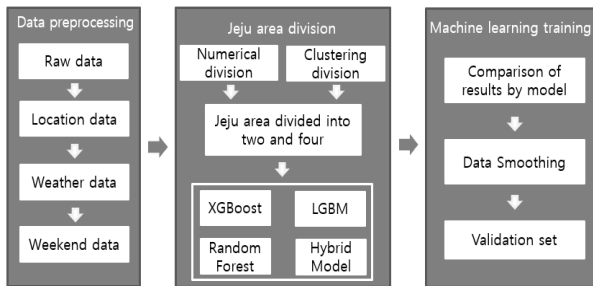 Data preprocessing
Raw data
Location data
Weather data
Weekend data
Jeju area division
Numerical
division
Clustering
division
Jeju area divided into
two and four
XGBoost
LGBM
Random
Forest
Hybrid
Model
Machine learning training
Comparison of
results by model
Data Smoothing
Validation set